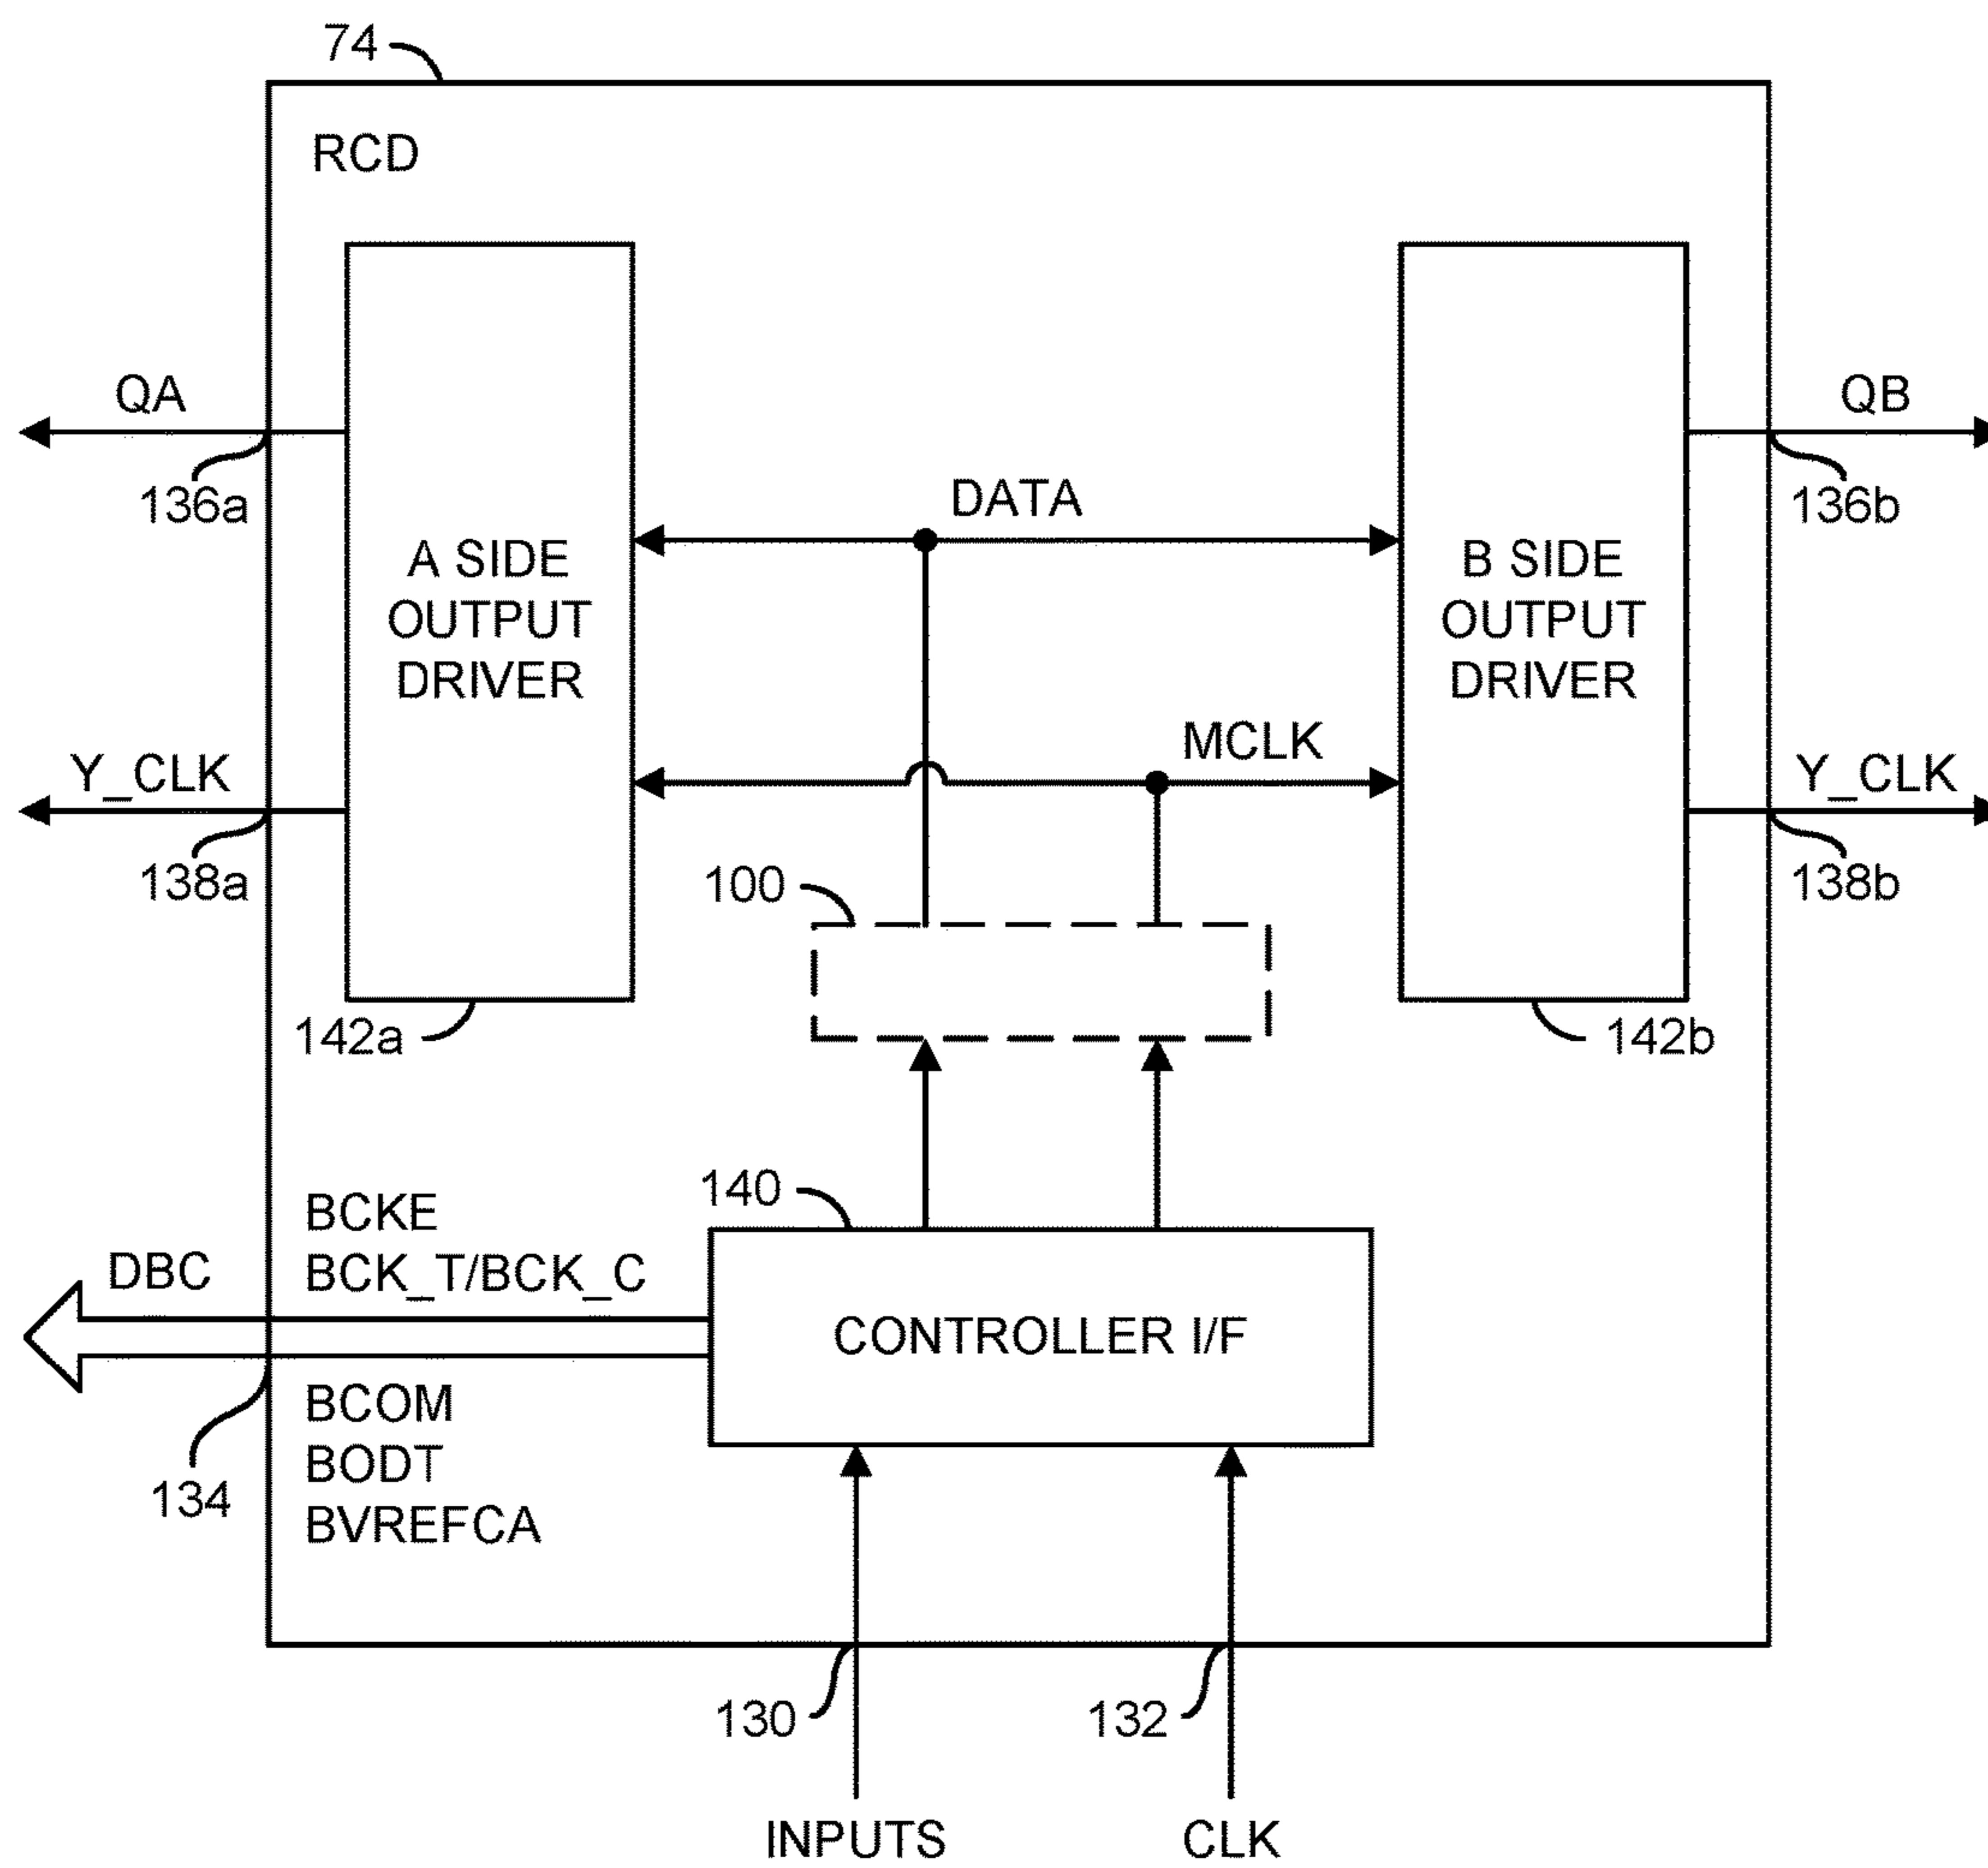 74
RCD
QA
QB
136a
136b
DATA
A SIDE
OUTPUT
DRIVER
B SIDE
OUTPUT
DRIVER
MCLK
Y_CLK
Y_CLK
138a
138b
100
142a
142b
140
BCKE
BCK_T/BCK_C
DBC
CONTROLLER I/F
BCOM
BODT
BVREFCA
134
130
132
INPUTS
CLK